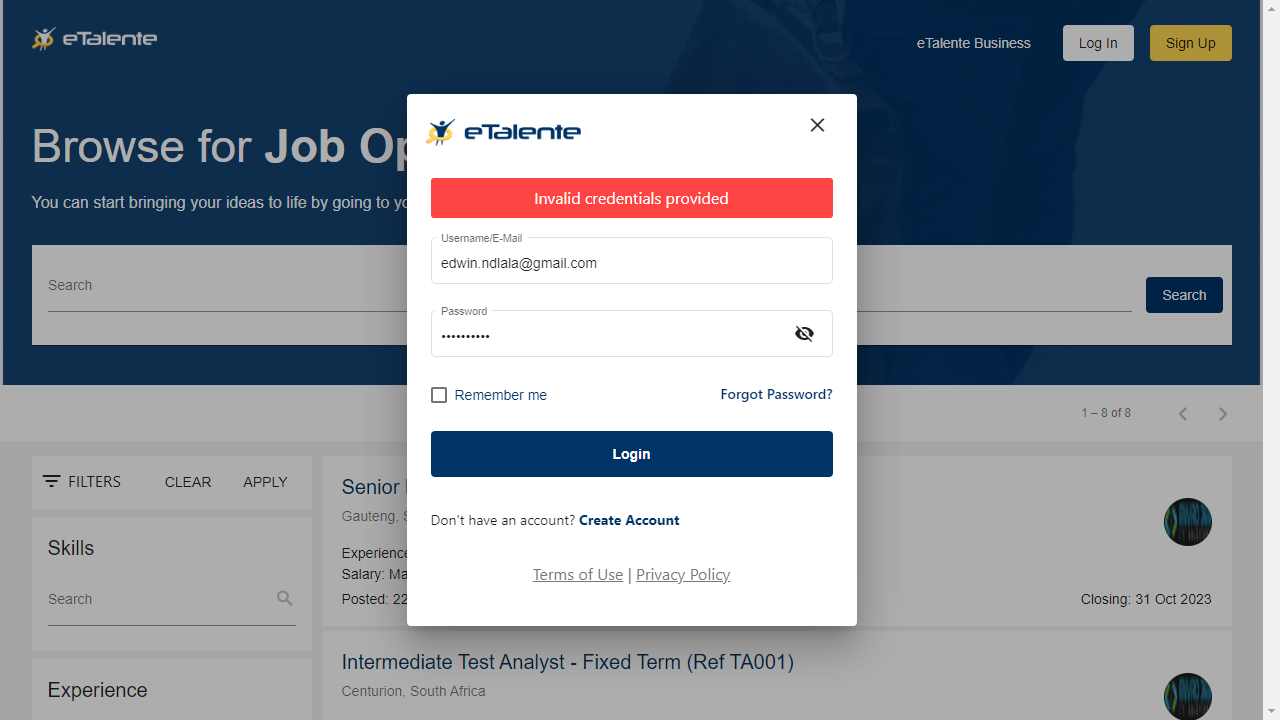 eTalente
eTalente Business
Log In
Sign Up
Browse for Job Op
You can start bringing your ideas to life by going to yo
Search
Search
eTalente
Invalid credentials provided
Username/E-Mail
edwin.ndlala@gmail.com
Password
••••••••••
Remember me
Forgot Password?
Login
Don't have an account? Create Account
Terms of Use | Privacy Policy
1 – 8 of 8
FILTERS
CLEAR
APPLY
Skills
Search
Experience
Senior
Gauteng,
Experience
Salary: Ma
Posted: 22
Closing: 31 Oct 2023
Intermediate Test Analyst - Fixed Term (Ref TA001)
Centurion, South Africa